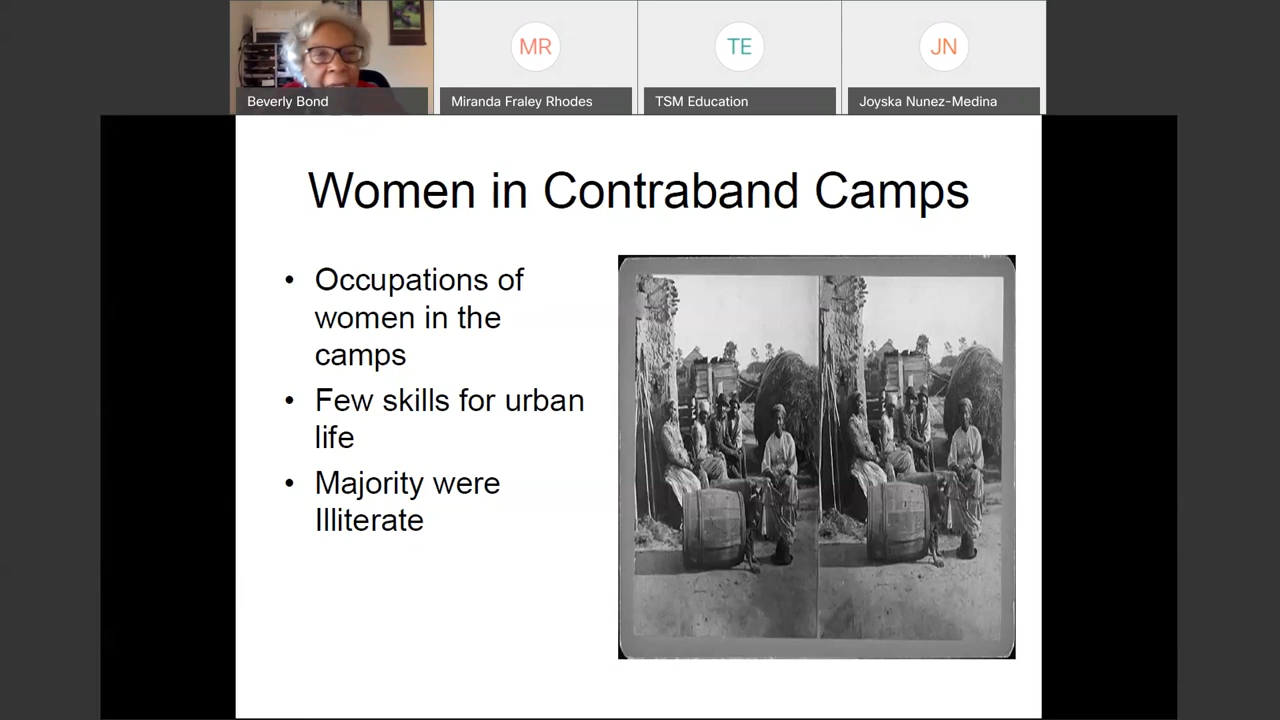 MR
TE
JN
Beverly Bond
Miranda Fraley Rhodes
TSM Education
Joyska Nunez-Medina
Women in Contraband Camps
• Occupations of
women in the
camps
• Few skills for urban
life
• Majority were
Illiterate